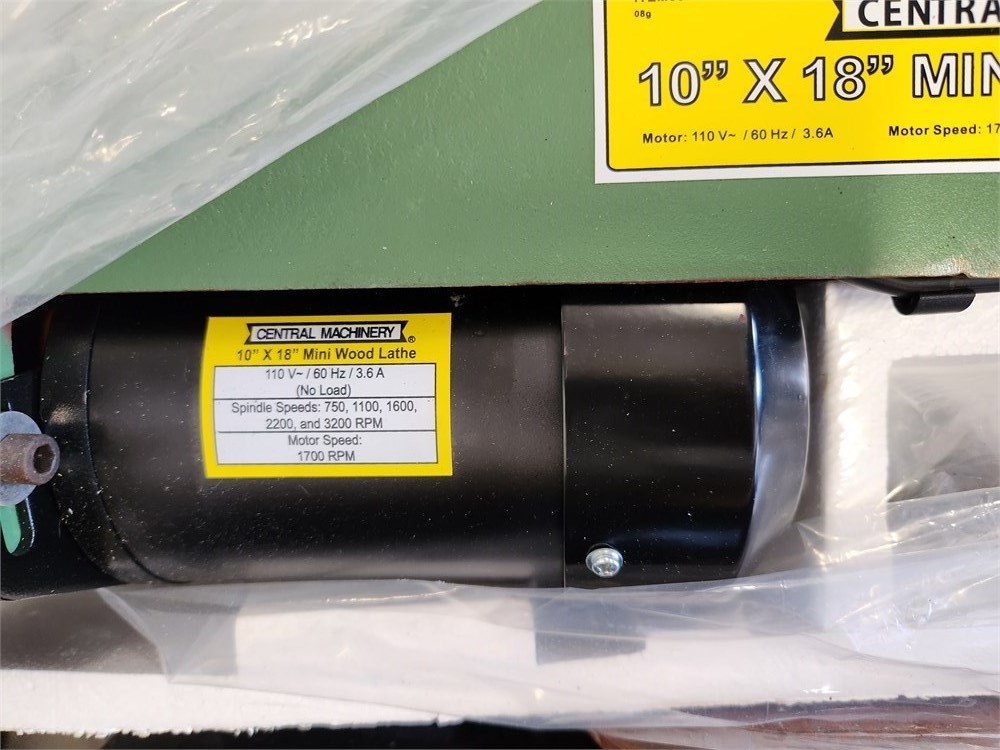 08g
CENTRA
10” X 18” MIN
Motor: 110 V~ / 60 Hz / 3.6A Motor Speed: 17
CENTRAL MACHINERY®
10” X 18” Mini Wood Lathe
110 V~ / 60 Hz / 3.6 A
(No Load)
Spindle Speeds: 750, 1100, 1600,
2200, and 3200 RPM
Motor Speed:
1700 RPM